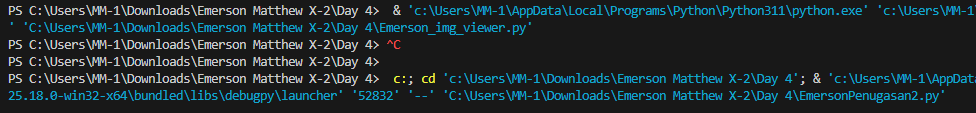 PS C:\Users\MM-1\Downloads\Emerson Matthew X-2\Day 4>  & 'c:\Users\MM-1\AppData\Local\Programs\Python\Python311\python.exe' 'c:\Users\MM-1
' 'C:\Users\MM-1\Downloads\Emerson Matthew X-2\Day 4\Emerson_img_viewer.py'
PS C:\Users\MM-1\Downloads\Emerson Matthew X-2\Day 4> ^C
PS C:\Users\MM-1\Downloads\Emerson Matthew X-2\Day 4>
PS C:\Users\MM-1\Downloads\Emerson Matthew X-2\Day 4>  c:; cd 'c:\Users\MM-1\Downloads\Emerson Matthew X-2\Day 4'; & 'c:\Users\MM-1\AppData
25.18.0-win32-x64\bundled\libs\debugpy\launcher' '52832' '--' 'C:\Users\MM-1\Downloads\Emerson Matthew X-2\Day 4\EmersonPenugasan2.py'